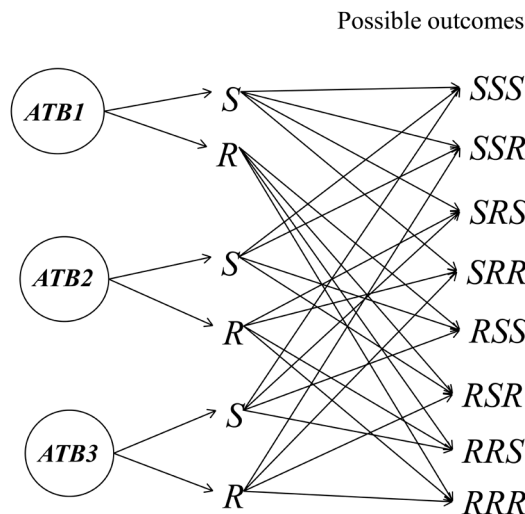 Possible outcomes
ATB1
S
R
ATB2
S
R
ATB3
S
R
SSS
SSR
SRS
SRR
RSS
RSR
RRS
RRR